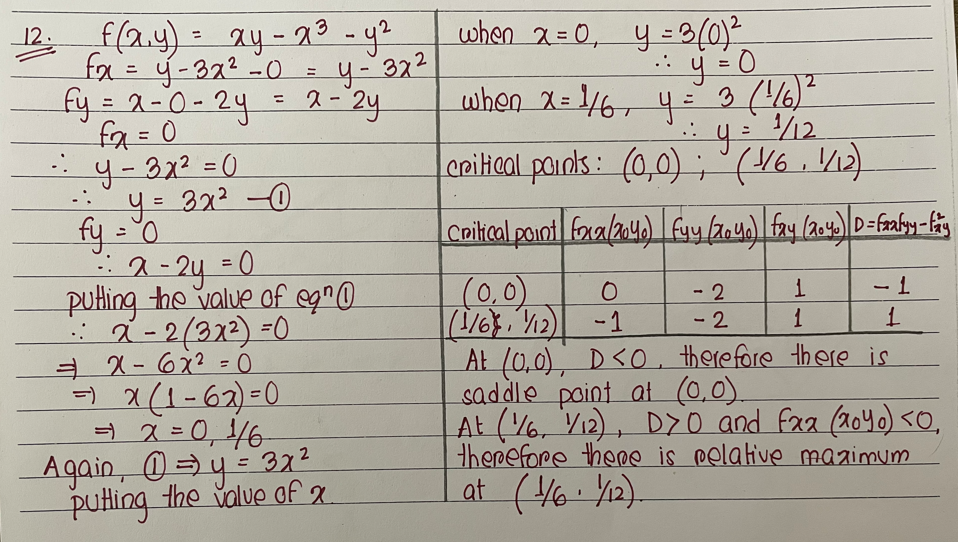 12. f(x,y) = xy - x³ - y²
fx = y - 3x² - 0 = y - 3x²
fy = x - 0 - 2y = x - 2y
fx = 0
∴ y - 3x² = 0
∴ y = 3x² —①
fy = 0
∴ x - 2y = 0
putting the value of eqⁿ ①
∴ x - 2(3x²) = 0
⇒ x - 6x² = 0
⇒ x(1 - 6x) = 0
⇒ x = 0, 1/6
Again, ① ⇒ y = 3x²
putting the value of x
when x = 0, y = 3(0)²
∴ y = 0
when x = 1/6, y = 3 (1/6)²
∴ y = 1/12
critical points: (0,0) ; (1/6, 1/12)
critical point fxx(x₀y₀) fyy(x₀y₀) fxy(x₀y₀) D = fxxfyy - f²xy
(0,0) 0 -2 1 -1
(1/6, 1/12) -1 -2 1 1
At (0,0), D < 0, therefore there is
saddle point at (0,0).
At (1/6, 1/12), D > 0 and fxx(x₀y₀) < 0,
therefore there is relative maximum
at (1/6, 1/12).